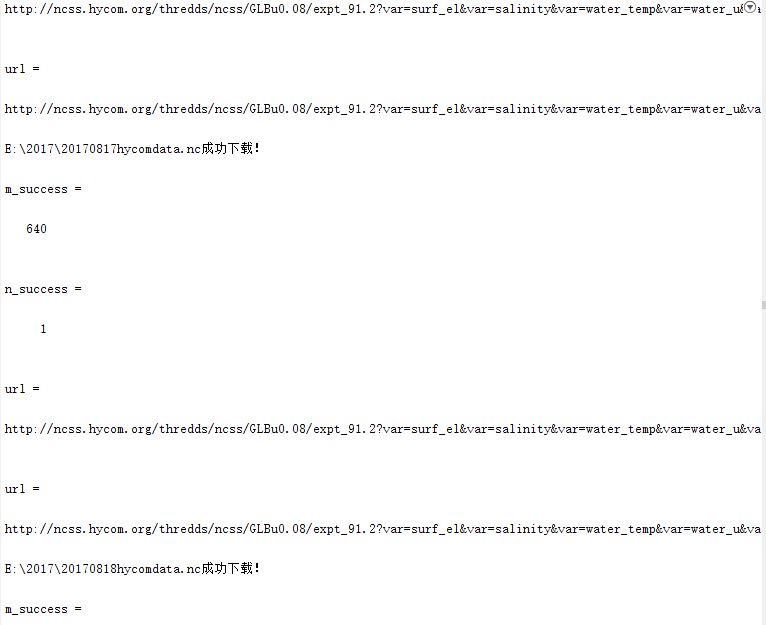 http://ncss.hycom.org/thredds/ncss/GLBu0.08/expt_91.2?var=surf_el&var=salinity&var=water_temp&var=water_u&
url =
http://ncss.hycom.org/thredds/ncss/GLBu0.08/expt_91.2?var=surf_el&var=salinity&var=water_temp&var=water_u&va
E:\2017\20170817hycomdata.nc成功下载!
m_success =
640
n_success =
1
url =
http://ncss.hycom.org/thredds/ncss/GLBu0.08/expt_91.2?var=surf_el&var=salinity&var=water_temp&var=water_u&va
url =
http://ncss.hycom.org/thredds/ncss/GLBu0.08/expt_91.2?var=surf_el&var=salinity&var=water_temp&var=water_u&va
E:\2017\20170818hycomdata.nc成功下载!
m_success =